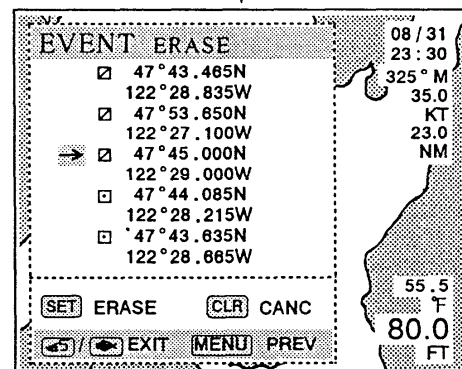 EVENT ERASE
47°43.465N
122°28.835W
47°53.650N
122°27.100W
47°45.000N
122°29.000W
47°44.085N
122°28.215W
47°43.635N
122°28.665W
SET ERASE CLR CANC
/ EXIT MENU PREV
08/31
23:30
325°M
35.0
KT
23.0
NM
55.5
°F
80.0
FT